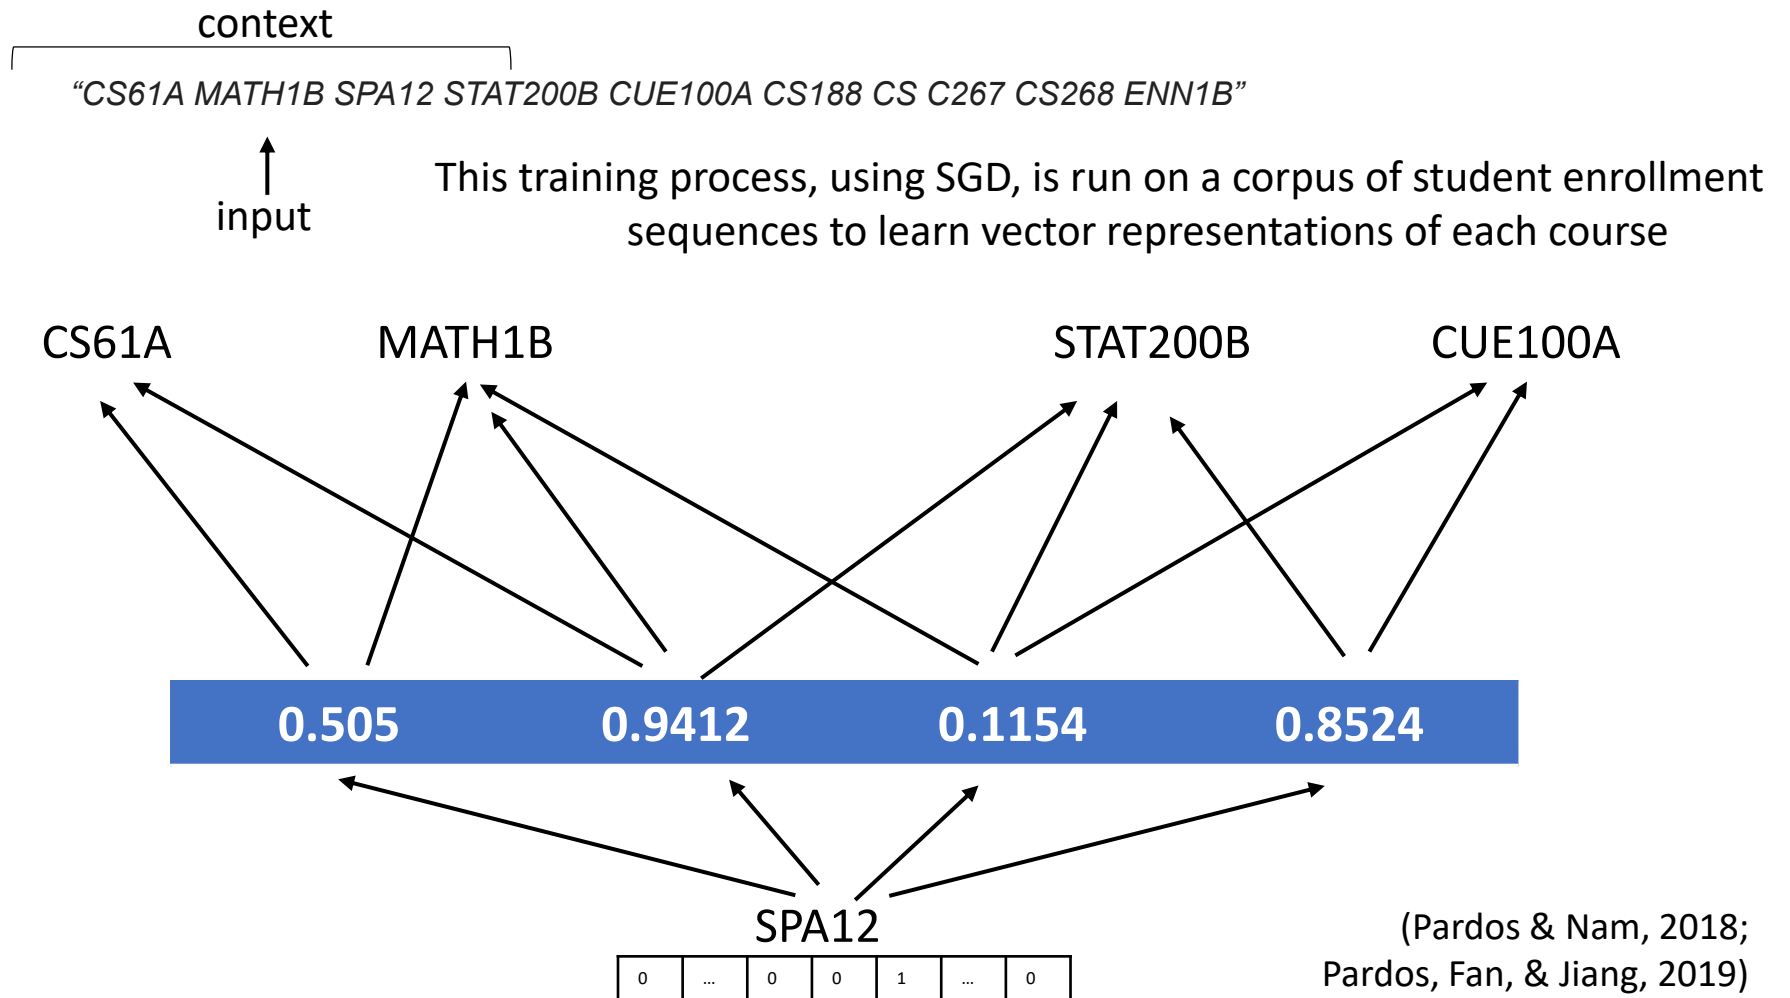 context
“CS61A MATH1B SPA12 STAT200B CUE100A CS188 CS C267 CS268 ENN1B”
input
This training process, using SGD, is run on a corpus of student enrollment
sequences to learn vector representations of each course
CS61A MATH1B STAT200B CUE100A
0.505 0.9412 0.1154 0.8524
SPA12
0 ... 0 0 1 ... 0
(Pardos & Nam, 2018;
Pardos, Fan, & Jiang, 2019)